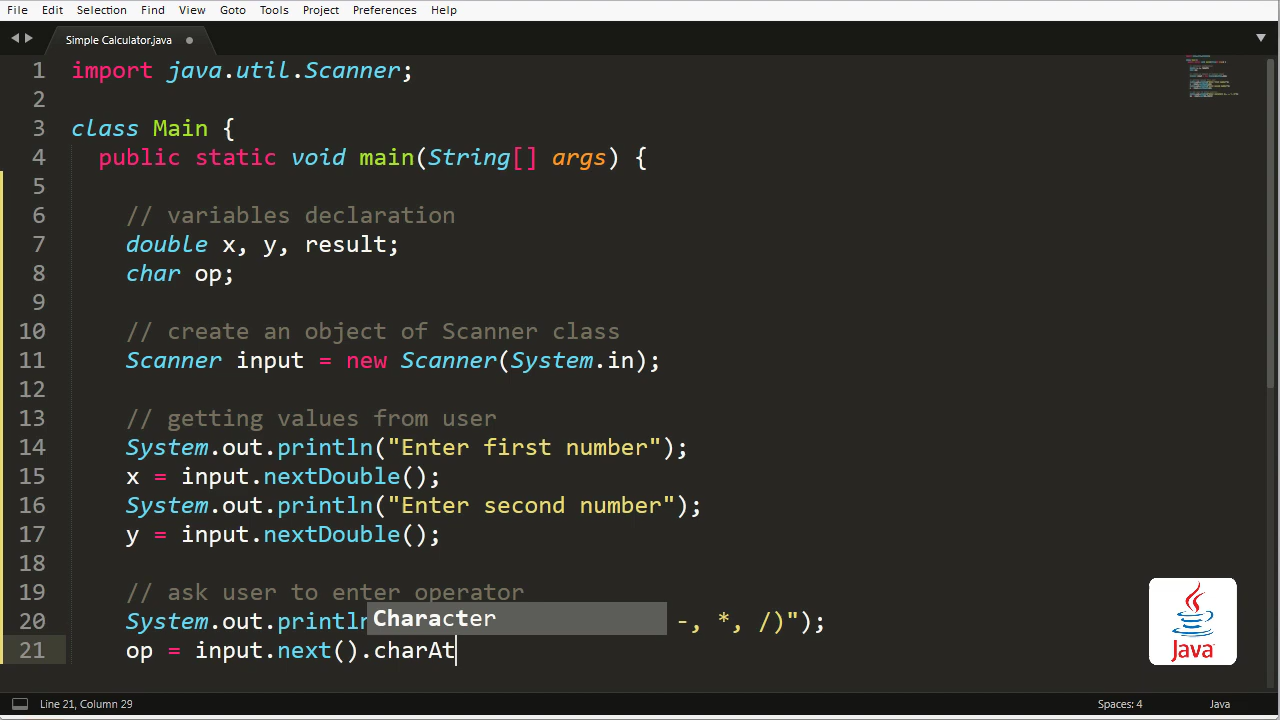 File Edit Selection Find View Goto Tools Project Preferences Help
Simple Calculator.java
1 import java.util.Scanner;
2
3 class Main {
4 public static void main(String[] args) {
5
6 // variables declaration
7 double x, y, result;
8 char op;
9
10 // create an object of Scanner class
11 Scanner input = new Scanner(System.in);
12
13 // getting values from user
14 System.out.println("Enter first number");
15 x = input.nextDouble();
16 System.out.println("Enter second number");
17 y = input.nextDouble();
18
19 // ask user to enter operator
Character
20 System.out.println -, *, /)");
21 op = input.next().charAt
Java
Line 21, Column 29 Spaces: 4 Java